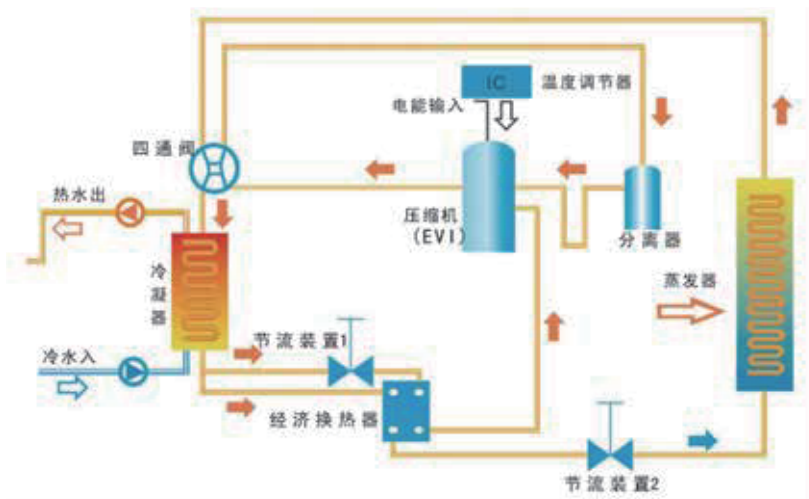 IC
温度调节器
电能输入
四通阀
热水出
压缩机
(EVI)
分离器
冷凝器
蒸发器
节流装置1
冷水入
经济换热器
节流装置2